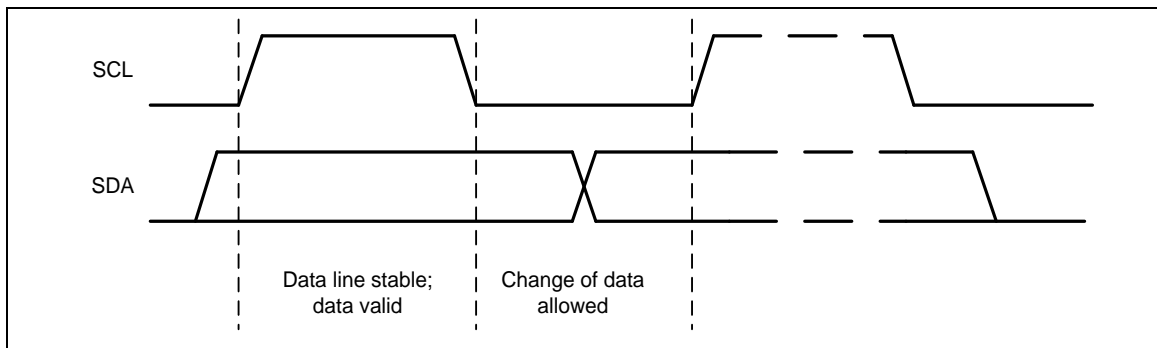 SCL
SDA
Data line stable;
data valid
Change of data
allowed